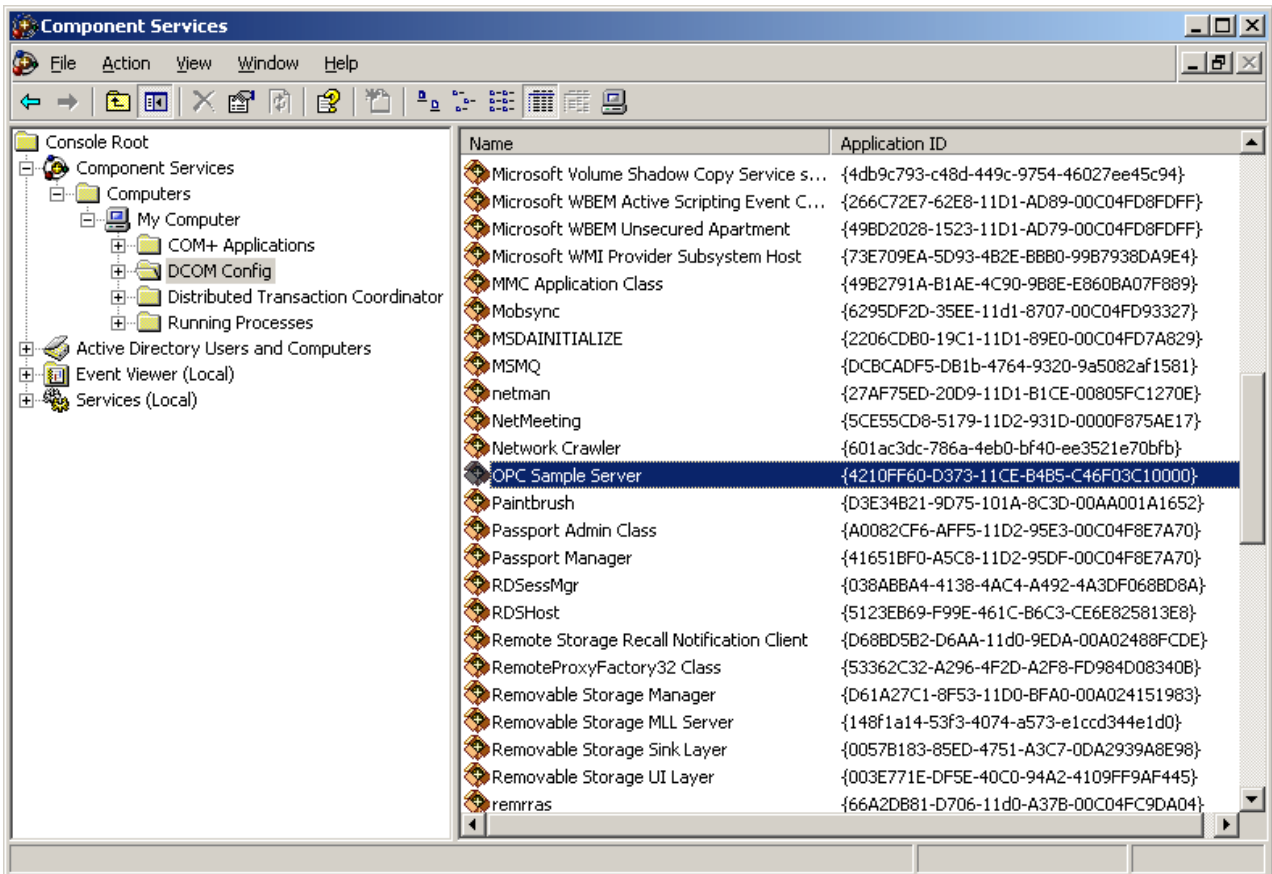 Component Services
File Action View Window Help
Console Root
Component Services
Computers
My Computer
COM+ Applications
DCOM Config
Distributed Transaction Coordinator
Running Processes
Active Directory Users and Computers
Event Viewer (Local)
Services (Local)
Name Application ID
Microsoft Volume Shadow Copy Service s... {4db9c793-c48d-449c-9754-46027ee45c94}
Microsoft WBEM Active Scripting Event C... {266C72E7-62E8-11D1-AD89-00C04FD8FDFF}
Microsoft WBEM Unsecured Apartment {49BD2028-1523-11D1-AD79-00C04FD8FDFF}
Microsoft WMI Provider Subsystem Host {73E709EA-5D93-4B2E-BBB0-99B7938DA9E4}
MMC Application Class {49B2791A-B1AE-4C90-9B8E-E860BA07F889}
Mobsync {6295DF2D-35EE-11d1-8707-00C04FD93327}
MSDAINITIALIZE {2206CDB0-19C1-11D1-89E0-00C04FD7A829}
MSMQ {DCBCADF5-DB1b-4764-9320-9a5082af1581}
netman {27AF75ED-20D9-11D1-B1CE-00805FC1270E}
NetMeeting {5CE55CD8-5179-11D2-931D-0000F875AE17}
Network Crawler {601ac3dc-786a-4eb0-bf40-ee3521e70bfb}
OPC Sample Server {4210FF60-D373-11CE-B4B5-C46F03C10000}
Paintbrush {D3E34B21-9D75-101A-8C3D-00AA001A1652}
Passport Admin Class {A0082CF6-AFF5-11D2-95E3-00C04F8E7A70}
Passport Manager {41651BF0-A5C8-11D2-95DF-00C04F8E7A70}
RDSessMgr {038ABBA4-4138-4AC4-A492-4A3DF068BD8A}
RDSHost {5123EB69-F99E-461C-B6C3-CE6E825813E8}
Remote Storage Recall Notification Client {D68BD5B2-D6AA-11d0-9EDA-00A02488FCDE}
RemoteProxyFactory32 Class {53362C32-A296-4F2D-A2F8-FD984D08340B}
Removable Storage Manager {D61A27C1-8F53-11D0-BFA0-00A024151983}
Removable Storage MLL Server {148f1a14-53f3-4074-a573-e1ccd344e1d0}
Removable Storage Sink Layer {0057B183-85ED-4751-A3C7-0DA2939A8E98}
Removable Storage UI Layer {003E771E-DF5E-40C0-94A2-4109FF9AF445}
remrras {66A2DB81-D706-11d0-A37B-00C04FC9DA04}